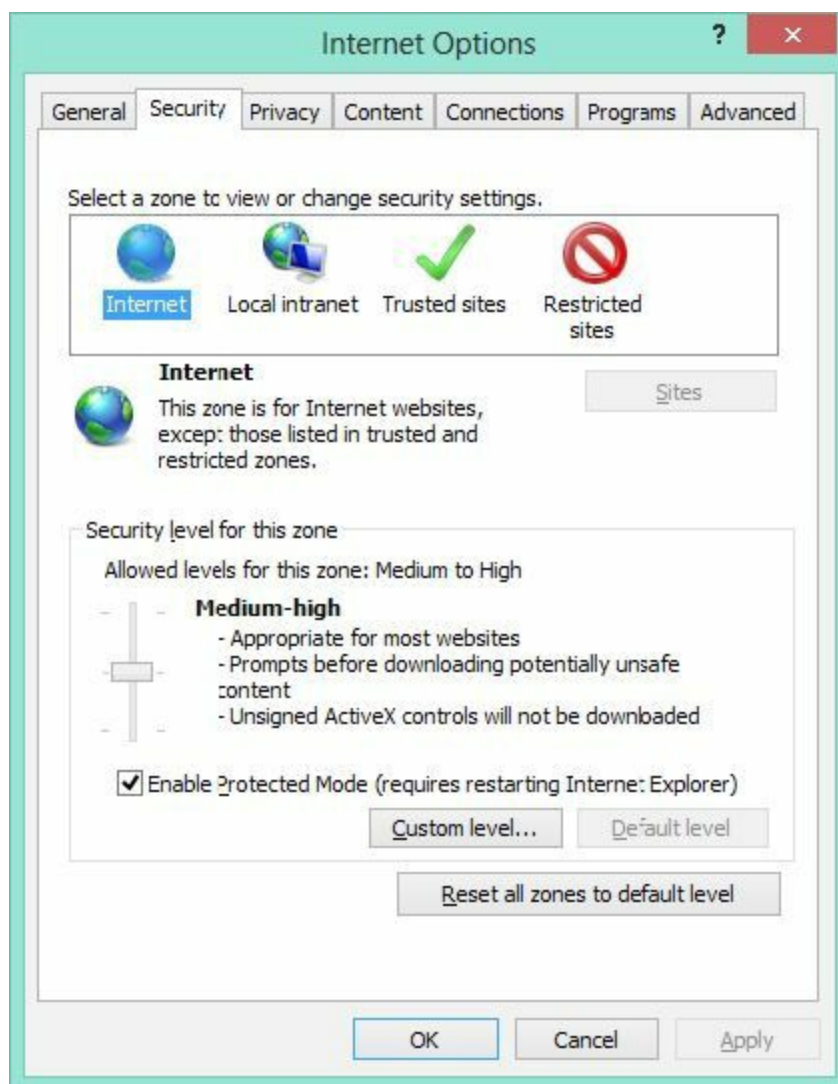 Internet Options
?
General Security Privacy Content Connections Programs Advanced
Select a zone to view or change security settings.
Internet Local intranet Trusted sites Restricted
sites
Internet
Sites
This zone is for Internet websites,
except those listed in trusted and
restricted zones.
Security level for this zone
Allowed levels for this zone: Medium to High
Medium-high
- Appropriate for most websites
- Prompts before downloading potentially unsafe
content
- Unsigned ActiveX controls will not be downloaded
Enable Protected Mode (requires restarting Internet Explorer)
Custom level... Default level
Reset all zones to default level
OK Cancel Apply